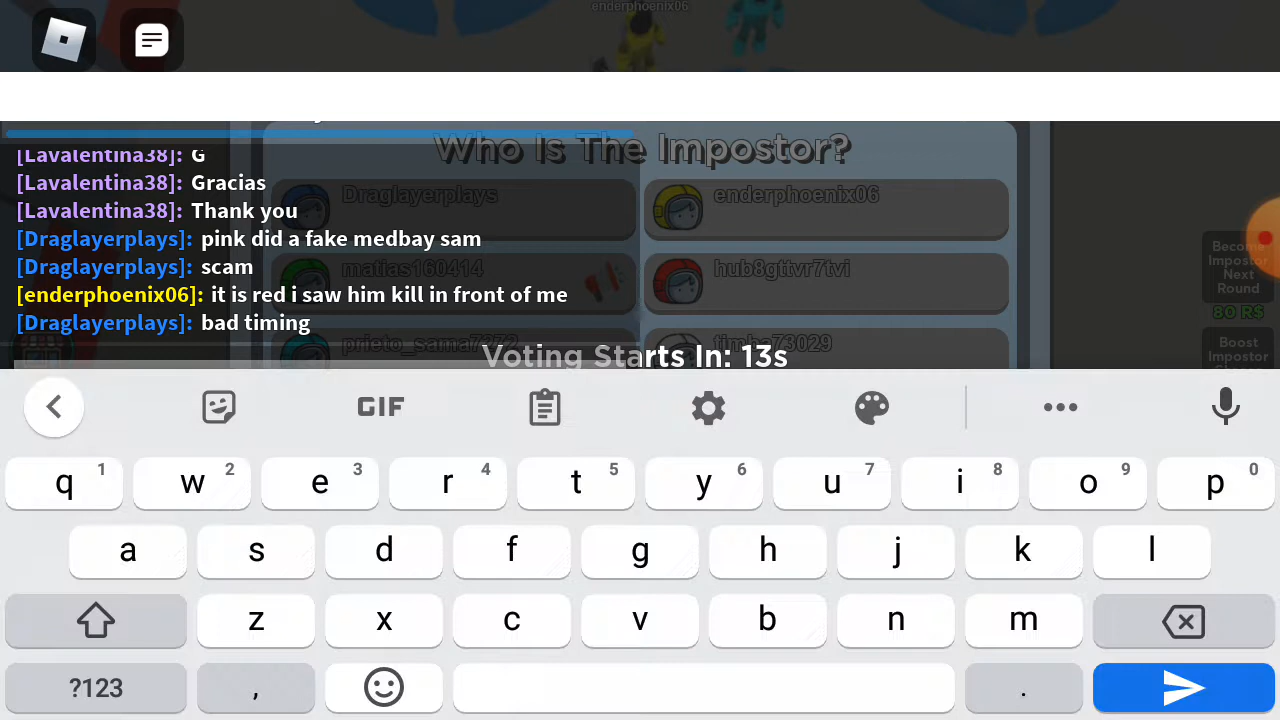 enderphoenix06
Who Is The Impostor?
[Lavalentina38]: G
[Lavalentina38]: Gracias
[Lavalentina38]: Thank you
[Draglayerplays]: pink did a fake medbay sam
[Draglayerplays]: scam
[enderphoenix06]: it is red i saw him kill in front of me
[Draglayerplays]: bad timing
Draglayerplays
enderphoenix06
matias160414
hub8gttvr7tvi
prieto_sama7272
timba73029
Voting Starts In: 13s
Become
Impostor
Next
Round
80 R$
Boost
Impostor
GIF
q 1 w 2 e 3 r 4 t 5 y 6 u 7 i 8 o 9 p 0
a s d f g h j k l
z x c v b n m
?123 , .